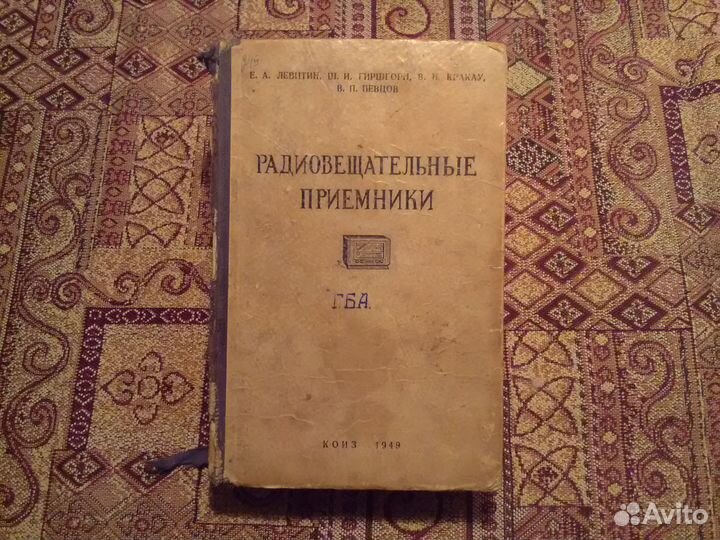 Е. А. ЛЕВИТИН, Ш. И. ГИРШГОРН, В. И. КРАКАУ,
В. П. ПЕВЦОВ
РАДИОВЕЩАТЕЛЬНЫЕ
ПРИЕМНИКИ
ГБА.
КОИЗ 1949
Avito